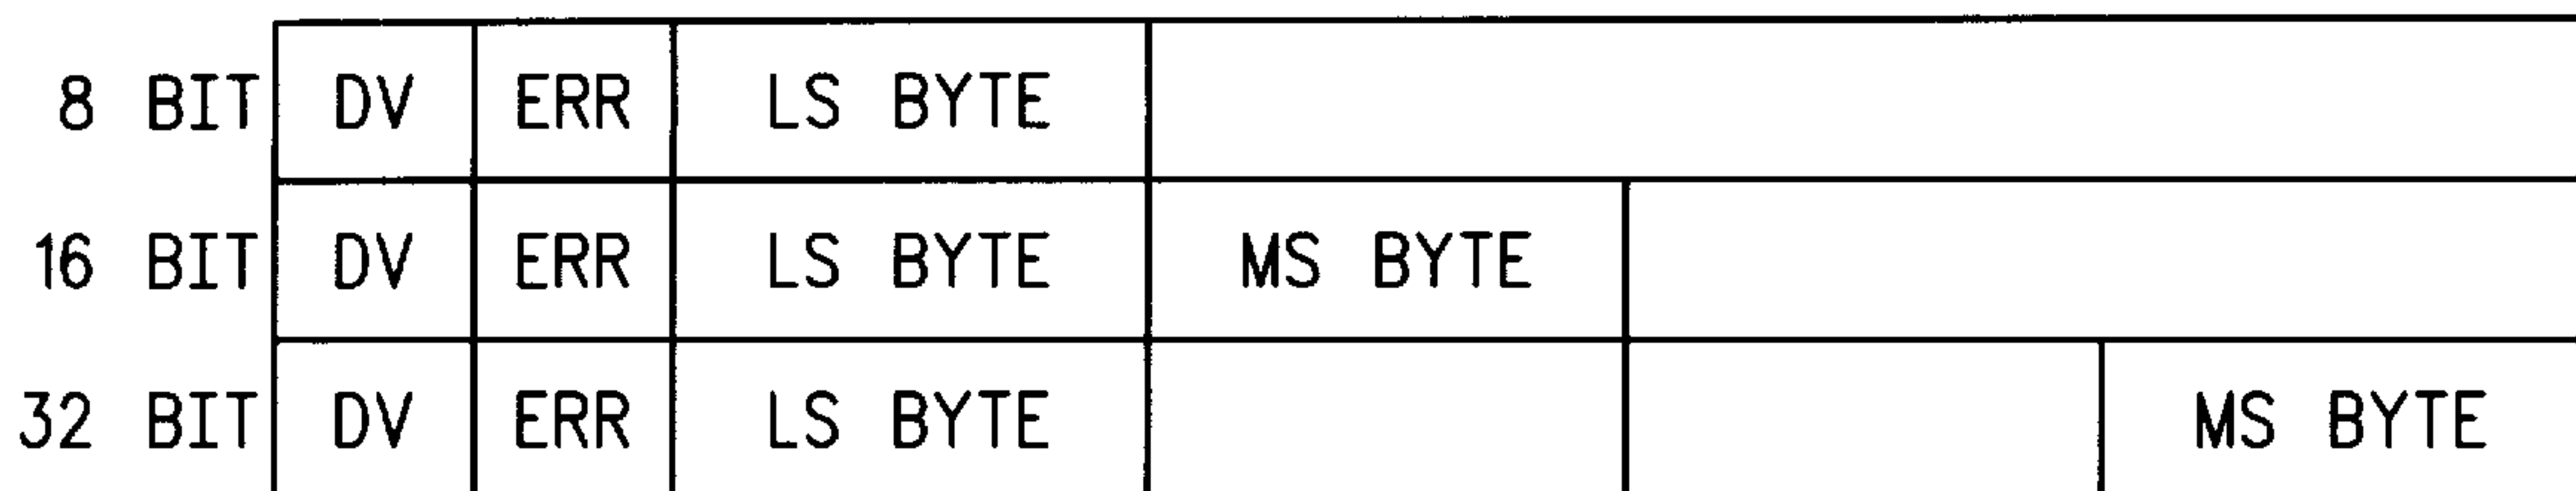 8 BIT DV ERR LS BYTE
16 BIT DV ERR LS BYTE MS BYTE
32 BIT DV ERR LS BYTE MS BYTE